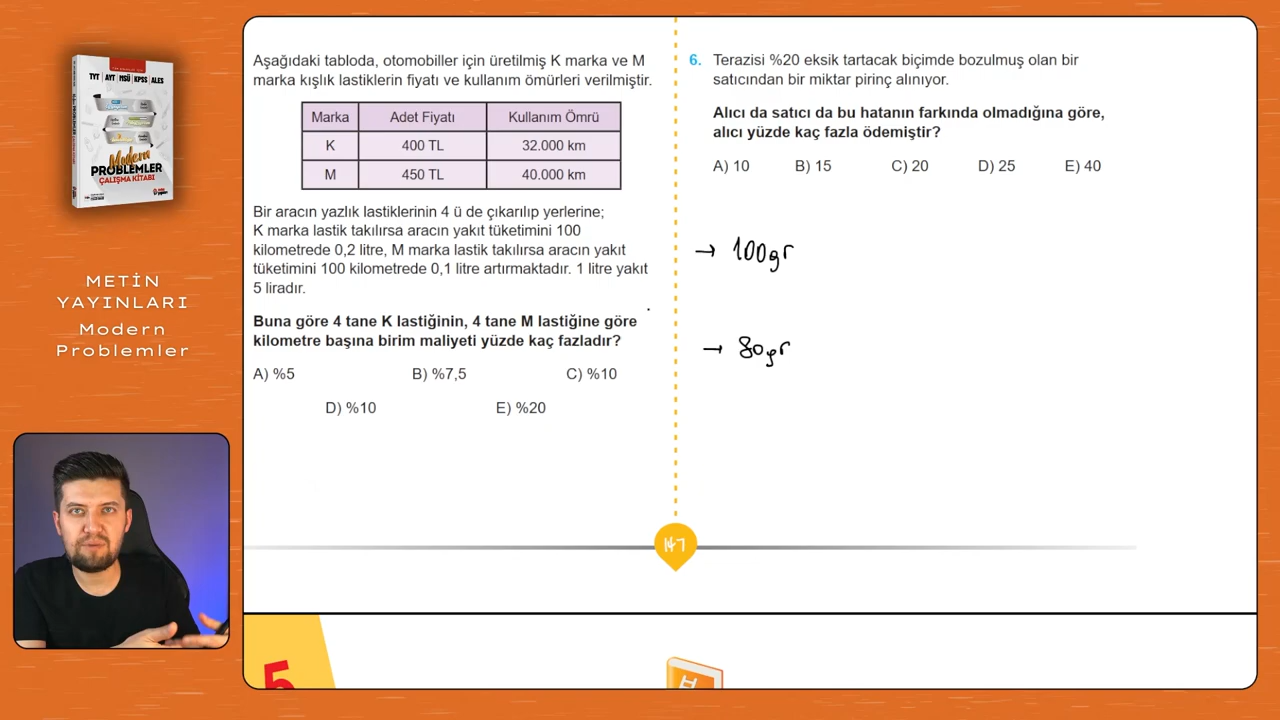 TYT AYT MSÜ KPSS ALES
Modern
PROBLEMLER
ÇALIŞMA KİTABI
METİN
YAYINLARI
Modern
Problemler
Aşağıdaki tabloda, otomobiller için üretilmiş K marka ve M
marka kışlık lastiklerin fiyatı ve kullanım ömürleri verilmiştir.
Marka Adet Fiyatı Kullanım Ömrü
K 400 TL 32.000 km
M 450 TL 40.000 km
Bir aracın yazlık lastiklerinin 4 ü de çıkarılıp yerlerine;
K marka lastik takılırsa aracın yakıt tüketimini 100
kilometrede 0,2 litre, M marka lastik takılırsa aracın yakıt
tüketimini 100 kilometrede 0,1 litre artırmaktadır. 1 litre yakıt
5 liradır.
Buna göre 4 tane K lastiğinin, 4 tane M lastiğine göre
kilometre başına birim maliyeti yüzde kaç fazladır?
A) %5 B) %7,5 C) %10
D) %10 E) %20
6. Terazisi %20 eksik tartacak biçimde bozulmuş olan bir
satıcından bir miktar pirinç alınıyor.
Alıcı da satıcı da bu hatanın farkında olmadığına göre,
alıcı yüzde kaç fazla ödemiştir?
A) 10 B) 15 C) 20 D) 25 E) 40
→ 100gr
→ 80gr
147
5